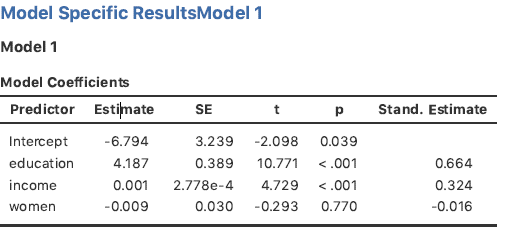 Model Specific ResultsModel 1
Model 1
Model Coefficients
Predictor Estimate SE t p Stand. Estimate
Intercept -6.794 3.239 -2.098 0.039
education 4.187 0.389 10.771 < .001 0.664
income 0.001 2.778e-4 4.729 < .001 0.324
women -0.009 0.030 -0.293 0.770 -0.016